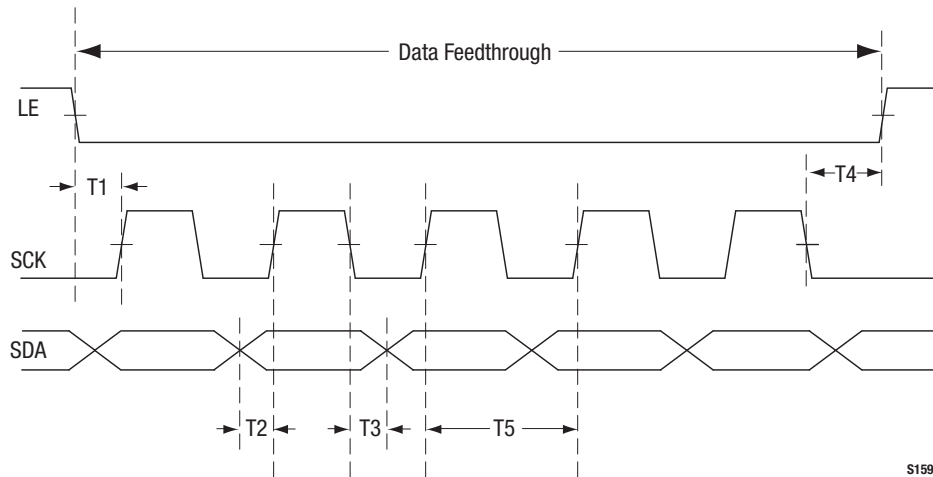 Data Feedthrough
LE
T1
T4
SCK
SDA
T2
T3
T5
S159